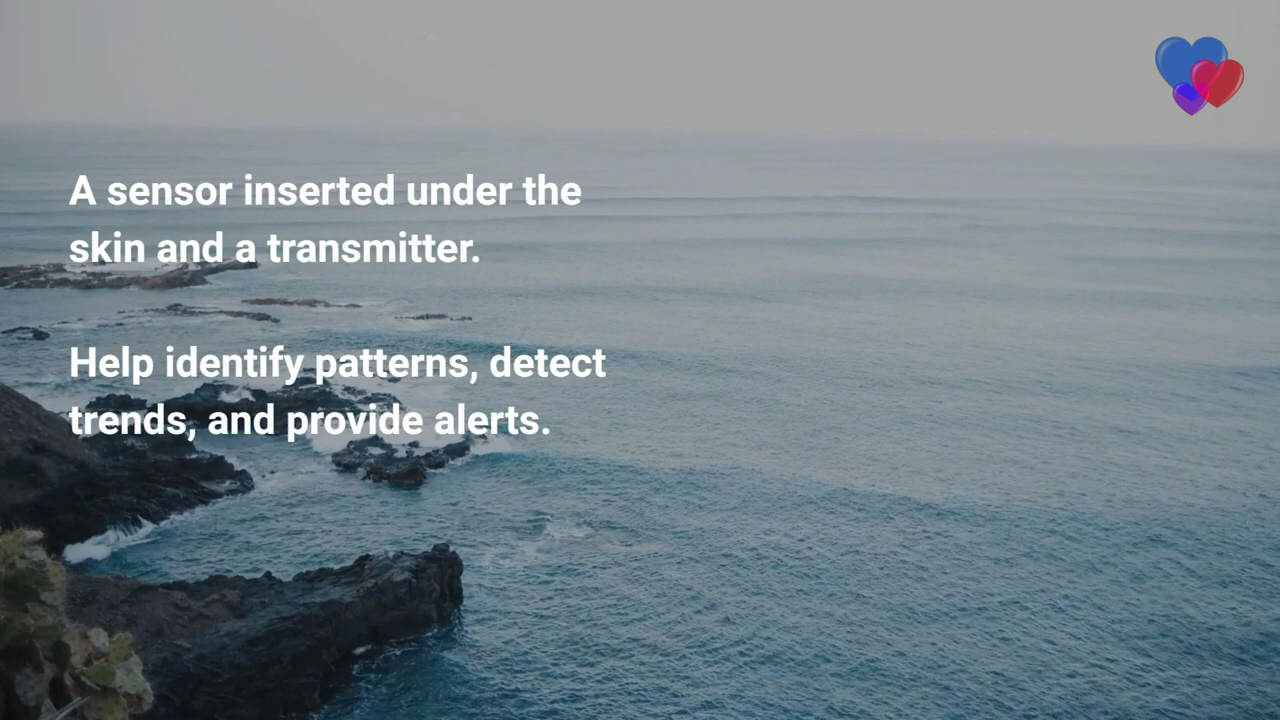 A sensor inserted under the
skin and a transmitter.
Help identify patterns, detect
trends, and provide alerts.